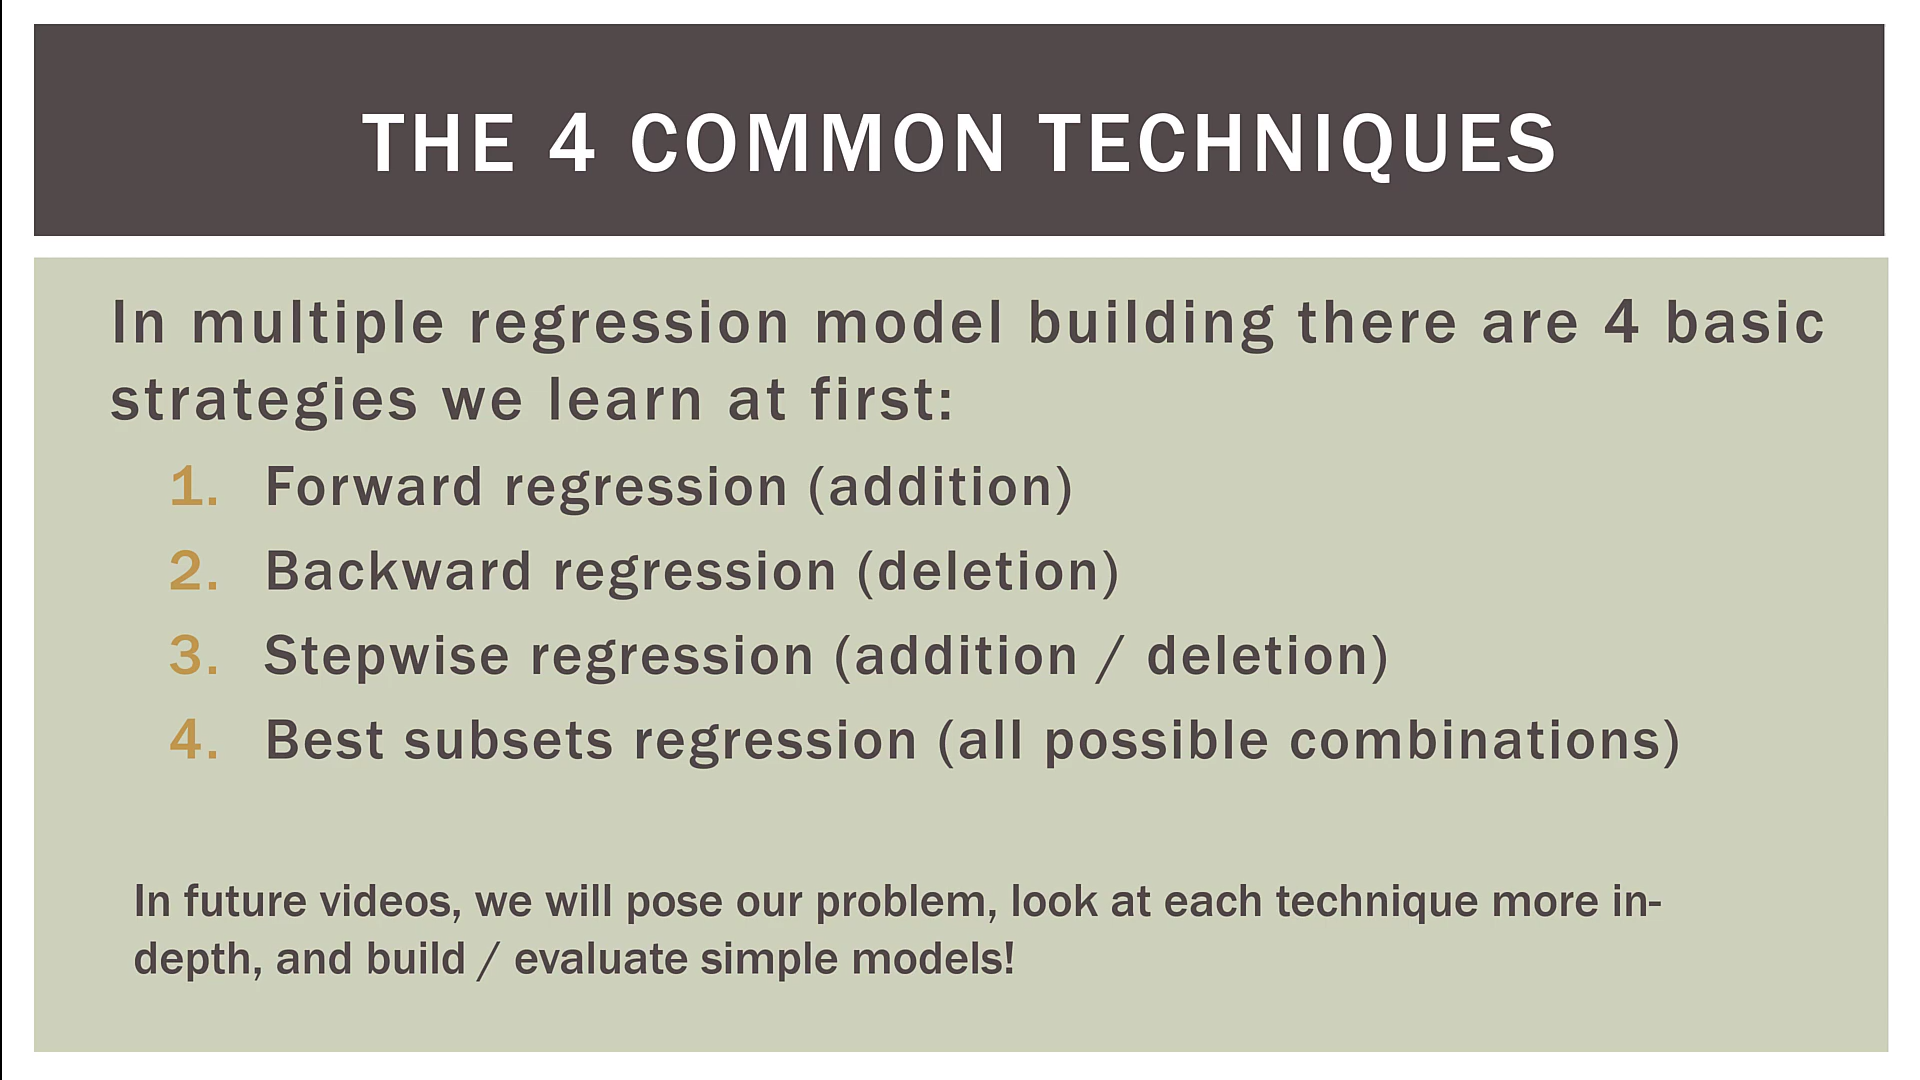 THE 4 COMMON TECHNIQUES
In multiple regression model building there are 4 basic
strategies we learn at first:
1. Forward regression (addition)
2. Backward regression (deletion)
3. Stepwise regression (addition / deletion)
4. Best subsets regression (all possible combinations)
In future videos, we will pose our problem, look at each technique more in-
depth, and build / evaluate simple models!